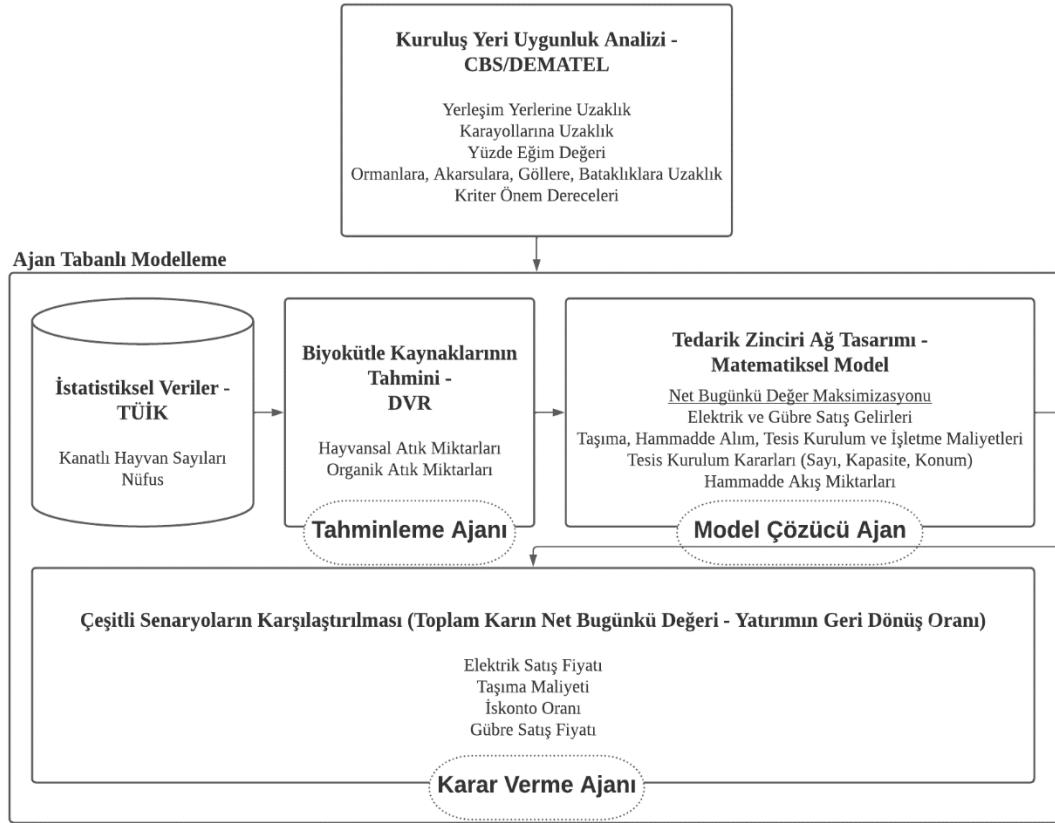 Kuruluş Yeri Uygunluk Analizi -
CBS/DEMATEL
Yerleşim Yerlerine Uzaklık
Karayollarına Uzaklık
Yüzde Eğim Değeri
Ormanlara, Akarsulara, Göllere, Bataklıklara Uzaklık
Kriter Önem Dereceleri
Ajan Tabanlı Modelleme
İstatistiksel Veriler -
TÜİK
Kanatlı Hayvan Sayıları
Nüfus
Biyokütle Kaynaklarının
Tahmini -
DVR
Hayvansal Atık Miktarları
Organik Atık Miktarları
Tahminleme Ajanı
Tedarik Zinciri Ağ Tasarımı -
Matematiksel Model
Net Bugünkü Değer Maksimizasyonu
Elektrik ve Gübre Satış Gelirleri
Taşıma, Hammadde Alım, Tesis Kurulum ve İşletme Maliyetleri
Tesis Kurulum Kararları (Sayı, Kapasite, Konum)
Hammadde Akış Miktarları
Model Çözücü Ajan
Çeşitli Senaryoların Karşılaştırılması (Toplam Karın Net Bugünkü Değeri - Yatırımın Geri Dönüş Oranı)
Elektrik Satış Fiyatı
Taşıma Maliyeti
İskonto Oranı
Gübre Satış Fiyatı
Karar Verme Ajanı